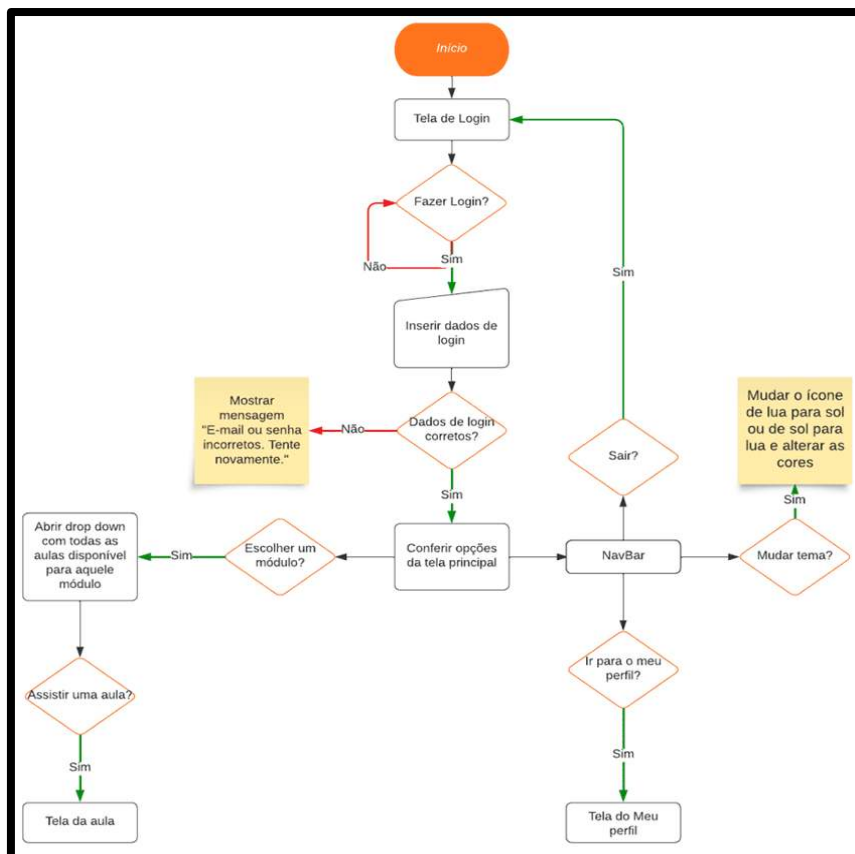 Início
Tela de Login
Fazer Login?
Sim
Não
Inserir dados de
login
Mostrar
mensagem
"E-mail ou senha
incorretos. Tente
novamente."
Não
Dados de login
corretos?
Sim
Sim
Sair?
Mudar o ícone
de lua para sol
ou de sol para
lua e alterar as
cores
Sim
Abrir drop down
com todas as
aulas disponível
para aquele
módulo
Sim
Escolher um
módulo?
Conferir opções
da tela principal
NavBar
Mudar tema?
Assistir uma aula?
Sim
Tela da aula
Ir para o meu
perfil?
Sim
Tela do Meu
perfil